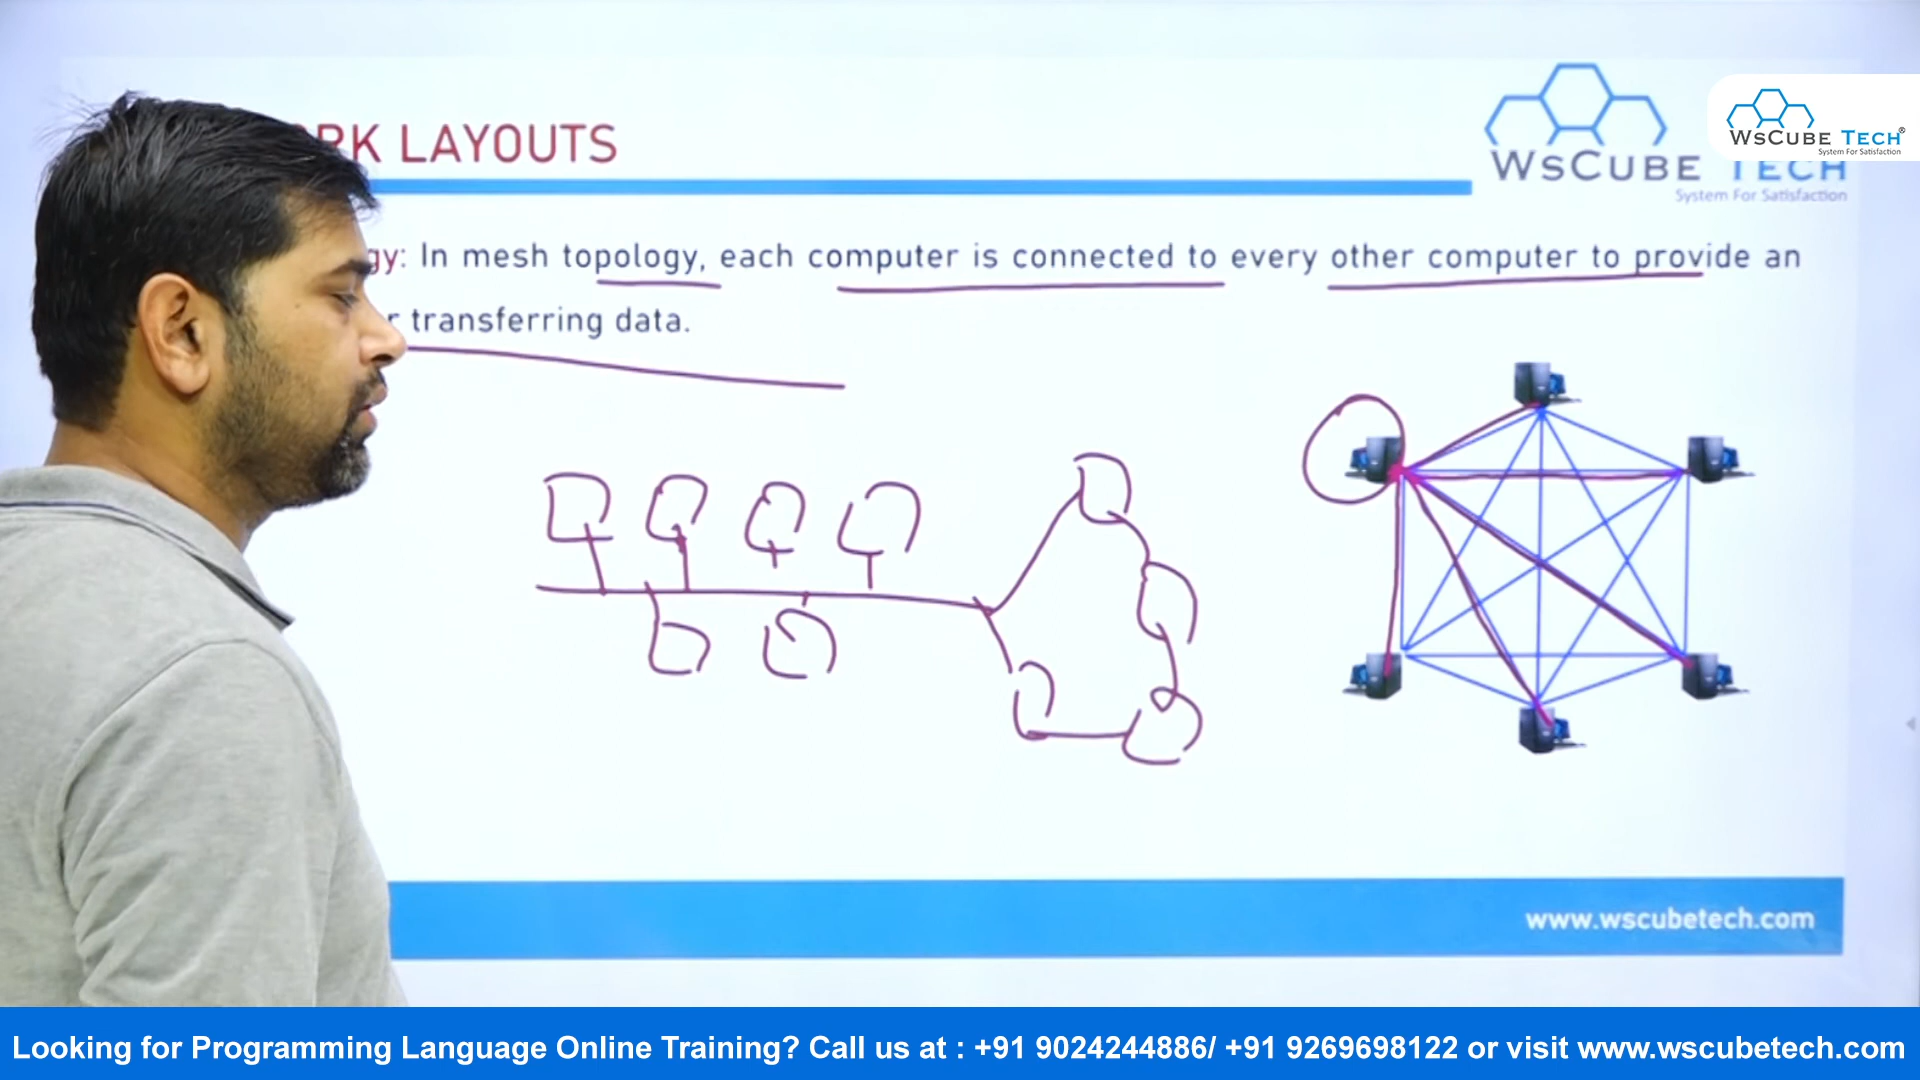 RK LAYOUTS
WsCUBE TECH
System For Satisfaction
WsCUBE TECH®
System For Satisfaction
gy: In mesh topology, each computer is connected to every other computer to provide an
r transferring data.
www.wscubetech.com
Looking for Programming Language Online Training? Call us at : +91 9024244886/ +91 9269698122 or visit www.wscubetech.com